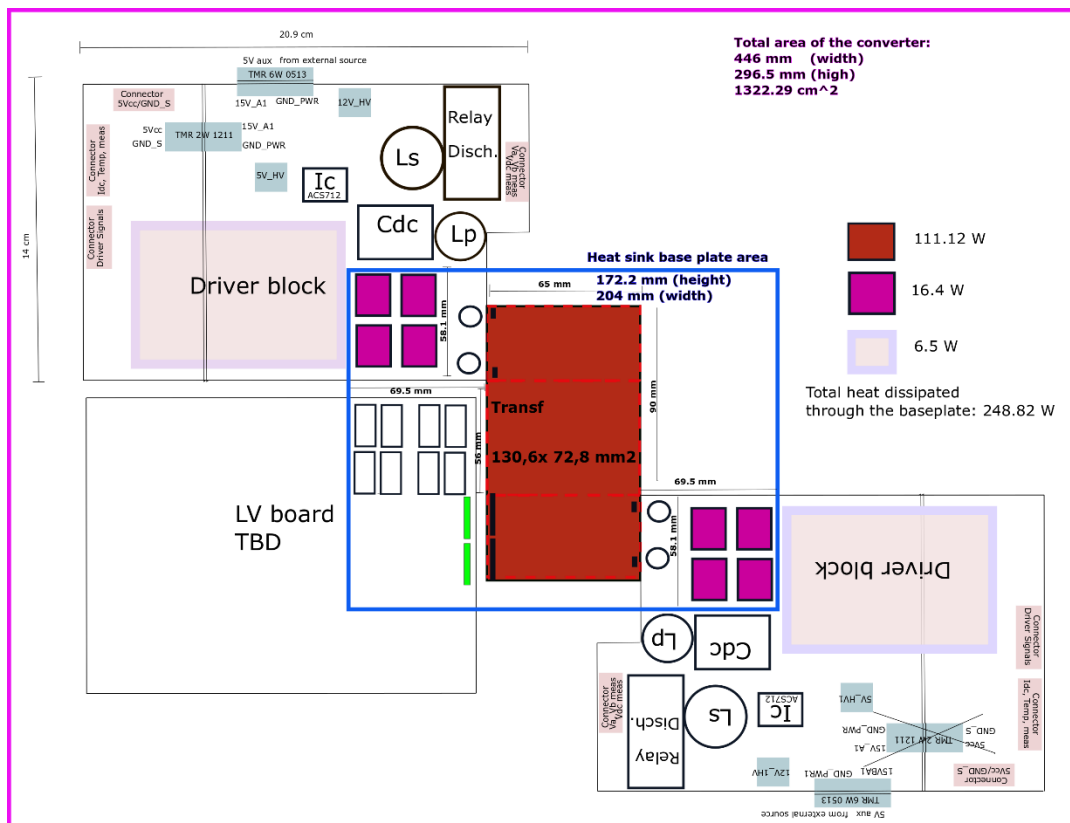 20.9 cm
Total area of the converter:
446 mm (width)
296.5 mm (high)
1322.29 cm^2
5V aux from external source
TMR 6W 0513
Connector
5Vcc/GND_S
15V_A1
GND_PWR
12V_HV
5Vcc
GND_S
TMR 2W 1211
15V_A1
GND_PWR
5V_HV
Connector
Idc, Temp, meas
Connector
Driver Signals
Ic
ACS712
Ls
Relay
Disch.
Connector
Va, Vb meas
Vdc meas
Cdc
Lp
14 cm
Driver block
Heat sink base plate area
172.2 mm (height)
204 mm (width)
65 mm
58.1 mm
111.12 W
16.4 W
6.5 W
Total heat dissipated
through the baseplate: 248.82 W
69.5 mm
56 mm
90 mm
Transf
130,6x 72,8 mm2
LV board
TBD
69.5 mm
58.1 mm
Driver block
Lp
Cdc
Connector
Driver Signals
Connector
Va, Vb meas
Vdc meas
Disch.
Relay
Ls
Ic
ACS712
5V_HV1
Connector
Idc, Temp, meas
GND_PWR
15V_A1
TMR 2W 1211
GND_S
5Vcc
12V_1HV
GND_PWR1
15VBA1
Connector
5Vcc/GND_S
TMR 6W 0513
5V aux from external source